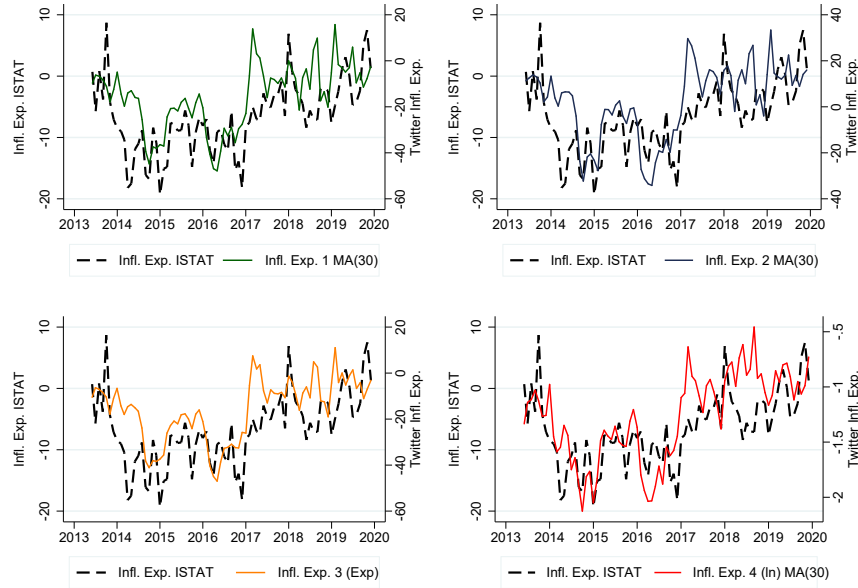 10
0
-10
-20
Infl. Exp. ISTAT
20
0
-20
-40
-60
Twitter Infl. Exp.
2013 2014 2015 2016 2017 2018 2019 2020
Infl. Exp. ISTAT Infl. Exp. 1 MA(30)
10
0
-10
-20
Infl. Exp. ISTAT
40
20
0
-20
-40
Twitter Infl. Exp.
2013 2014 2015 2016 2017 2018 2019 2020
Infl. Exp. ISTAT Infl. Exp. 2 MA(30)
10
0
-10
-20
Infl. Exp. ISTAT
20
0
-20
-40
-60
Twitter Infl. Exp.
2013 2014 2015 2016 2017 2018 2019 2020
Infl. Exp. ISTAT Infl. Exp. 3 (Exp)
10
0
-10
-20
Infl. Exp. ISTAT
-.5
-1
-1.5
-2
Twitter Infl. Exp.
2013 2014 2015 2016 2017 2018 2019 2020
Infl. Exp. ISTAT Infl. Exp. 4 (ln) MA(30)